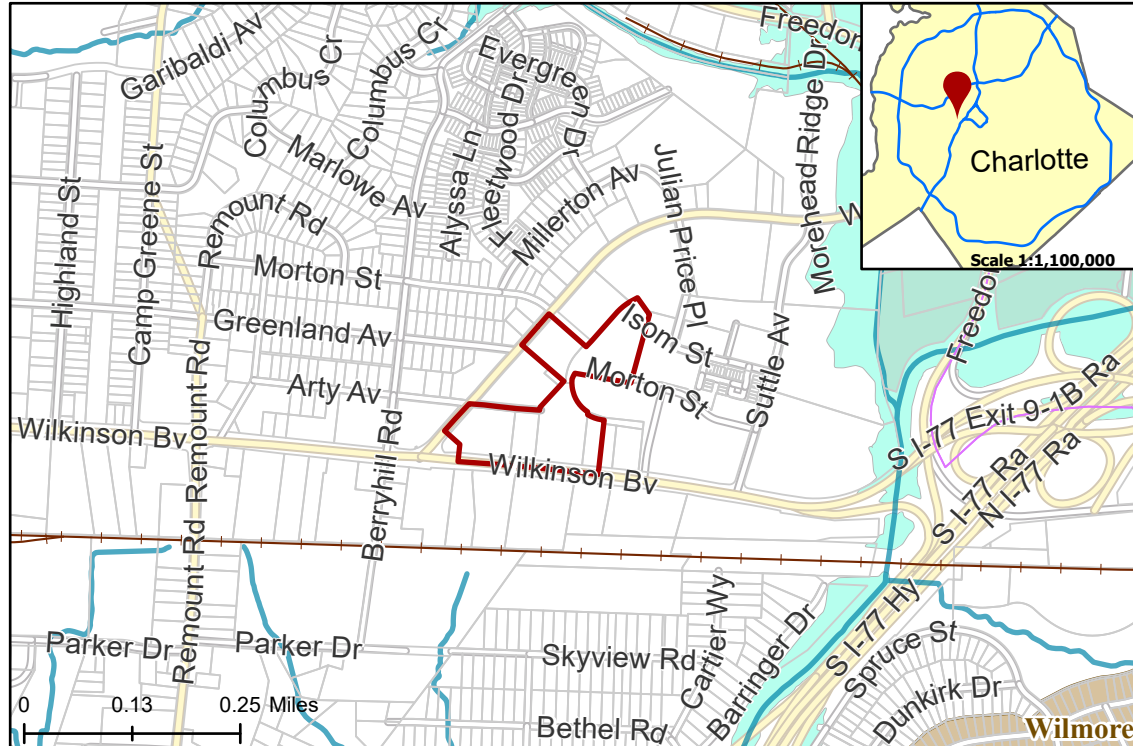 Garibaldi Av
Columbus Cr
Columbus Cr
Evergreen Dr
Freedom
Morehead Ridge Dr
Charlotte
Scale 1:1,100,000
Highland St
Camp Greene St
Marlowe Av
Alyssa Ln
Fleetwood Dr
Millerton Av
Julian Price Pl
W
Remount Rd
Morton St
Greenland Av
Arty Av
Isom St
Morton St
Suttle Av
Freedom
Wilkinson Bv
Remount Rd
Berryhill Rd
Wilkinson Bv
S I-77 Exit 9-1B Ra
S I-77 Ra
N I-77 Ra
Remount Rd
Parker Dr
Parker Dr
Skyview Rd
Cartier Wy
Barringer Dr
S I-77 Hy
Spruce St
Dunkirk Dr
Bethel Rd
Wilmore
0 0.13 0.25 Miles